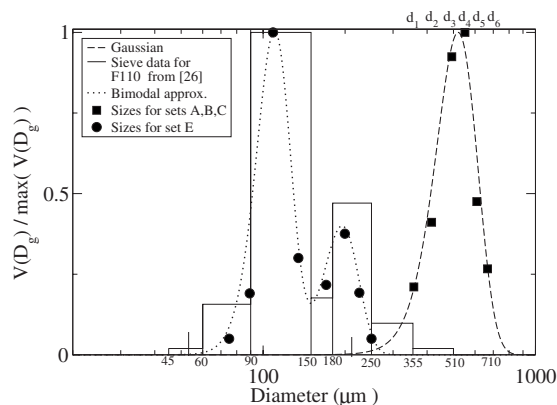 d₁ d₂ d₃ d₄ d₅ d₆
1
0.5
0
V(D_g) / max( V(D_g) )
Gaussian
Sieve data for
F110 from [26]
Bimodal approx.
Sizes for sets A,B,C
Sizes for set E
45 60 90 150 180 250 355 510 710
100 1000
Diameter (μm )